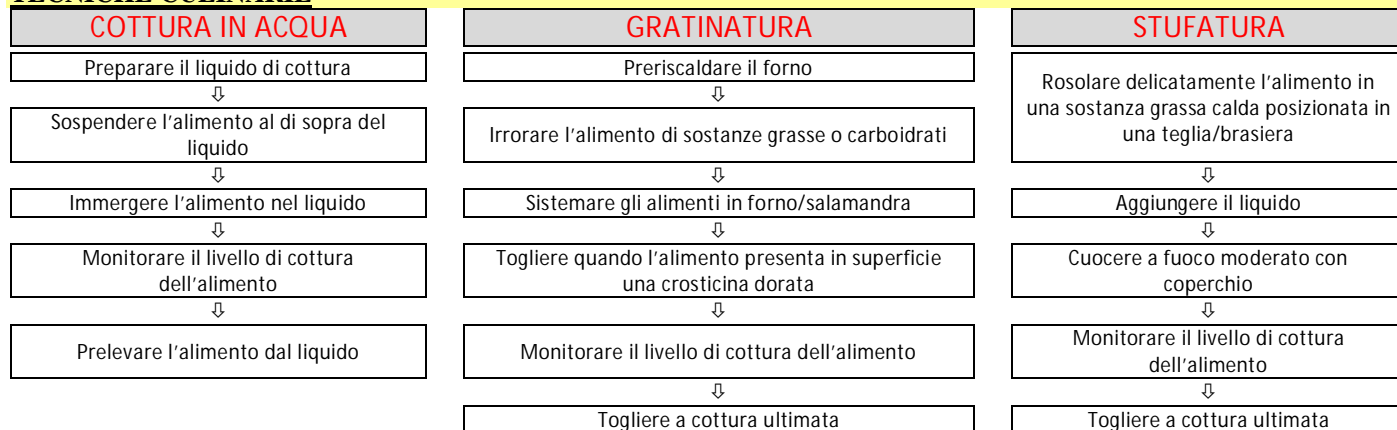 TECNICHE CULINARIE
COTTURA IN ACQUA
Preparare il liquido di cottura
⇩
Sospendere l'alimento al di sopra del
liquido
⇩
Immergere l'alimento nel liquido
⇩
Monitorare il livello di cottura
dell'alimento
⇩
Prelevare l'alimento dal liquido
GRATINATURA
Preriscaldare il forno
⇩
Irrorare l'alimento di sostanze grasse o carboidrati
⇩
Sistemare gli alimenti in forno/salamandra
⇩
Togliere quando l'alimento presenta in superficie
una crosticina dorata
⇩
Monitorare il livello di cottura dell'alimento
⇩
Togliere a cottura ultimata
STUFATURA
Rosolare delicatamente l'alimento in
una sostanza grassa calda posizionata in
una teglia/brasiera
⇩
Aggiungere il liquido
⇩
Cuocere a fuoco moderato con
coperchio
⇩
Monitorare il livello di cottura
dell'alimento
⇩
Togliere a cottura ultimata